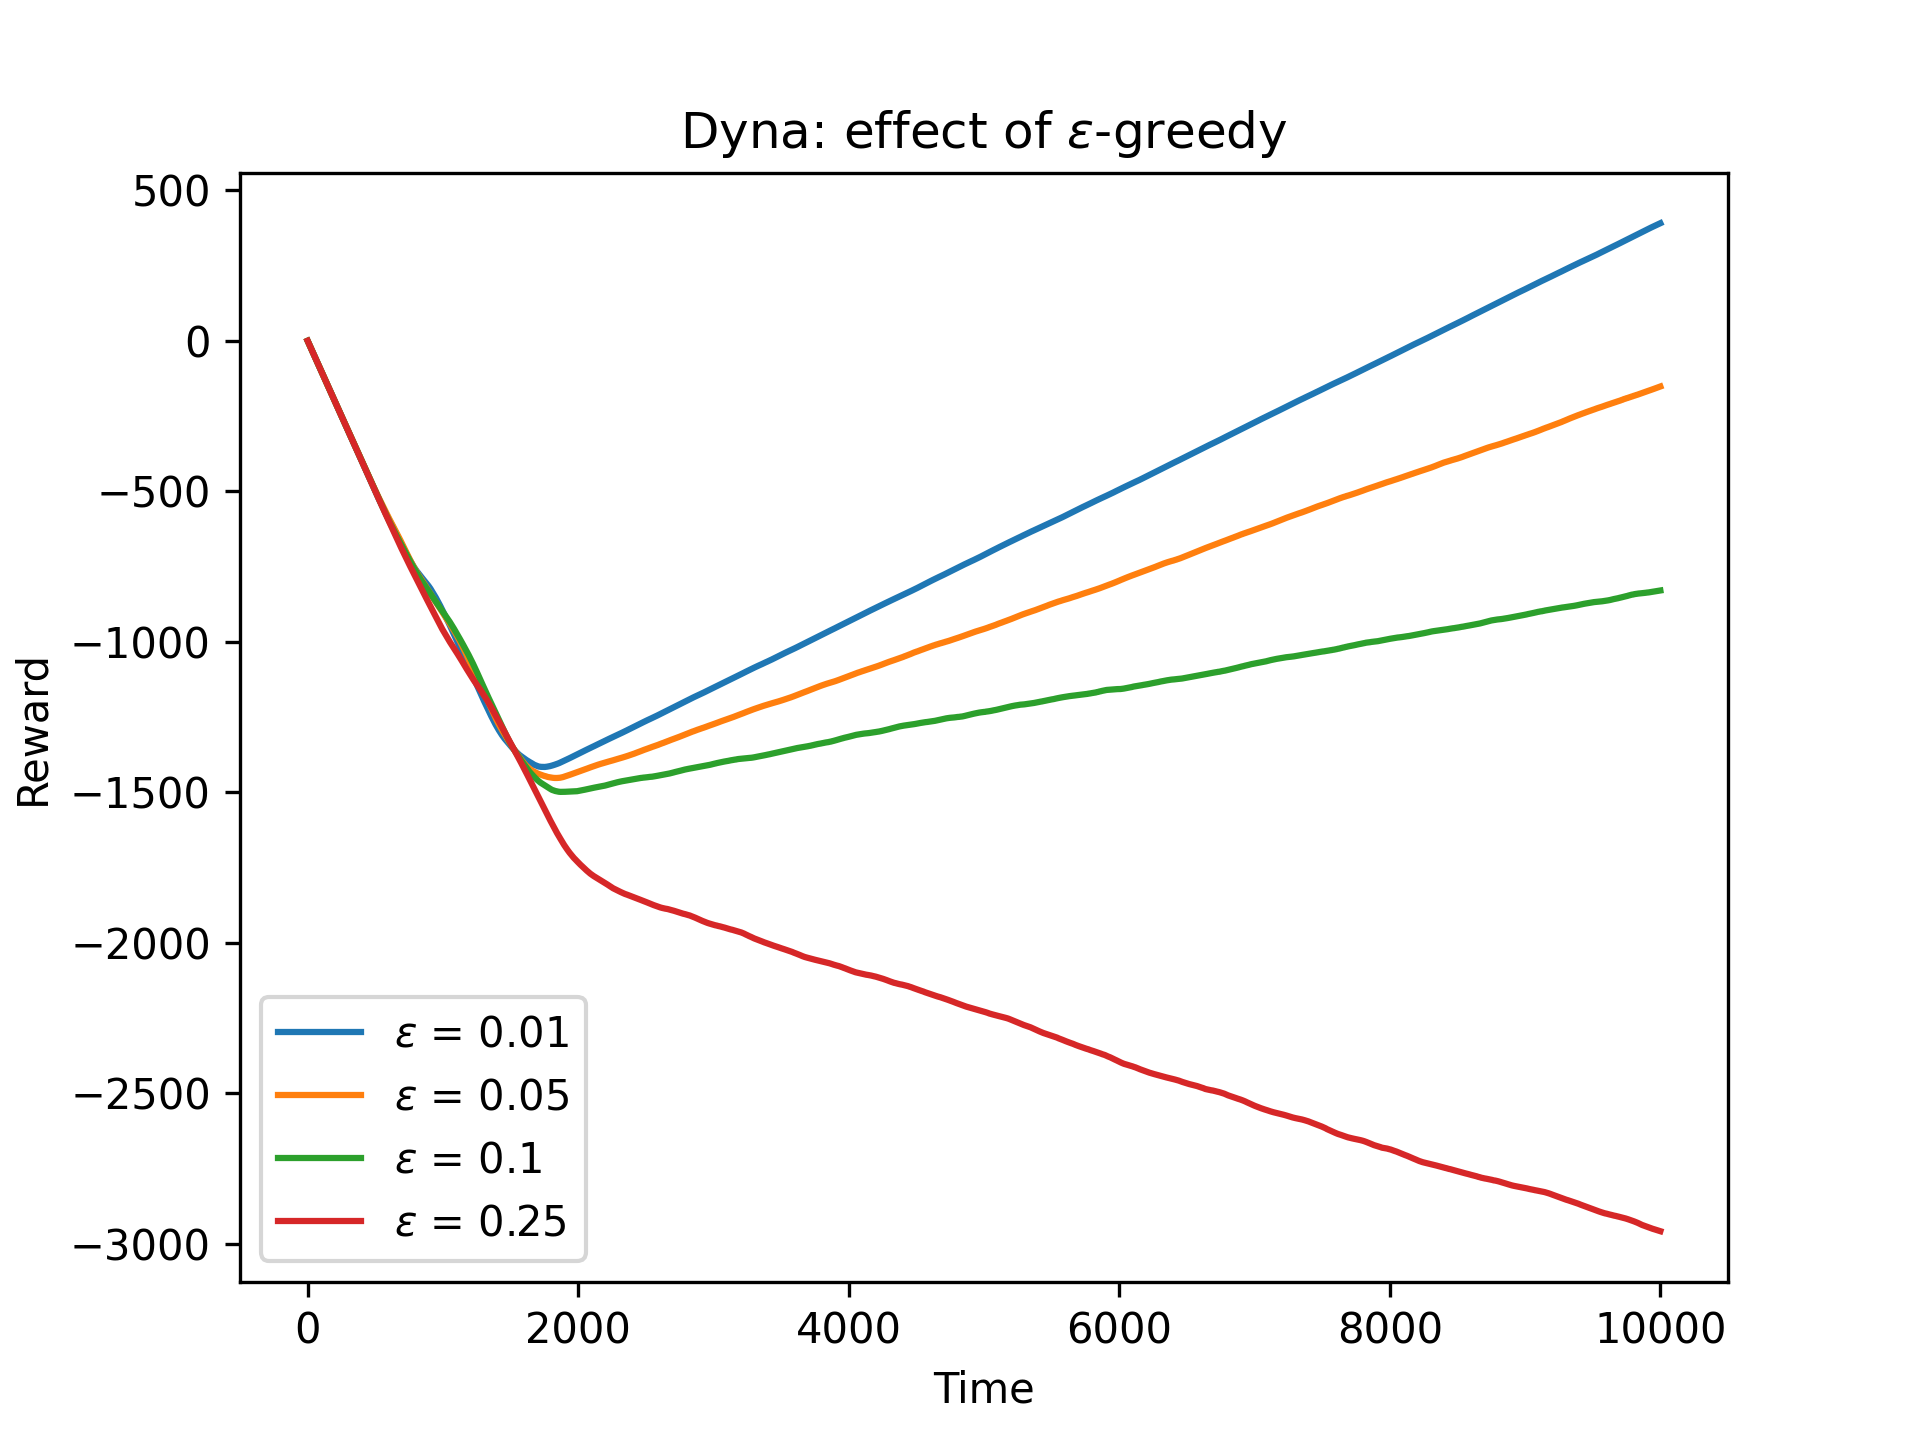 Dyna: effect of ε-greedy
500
0
−500
−1000
−1500
−2000
−2500
−3000
Reward
ε = 0.01
ε = 0.05
ε = 0.1
ε = 0.25
0 2000 4000 6000 8000 10000
Time